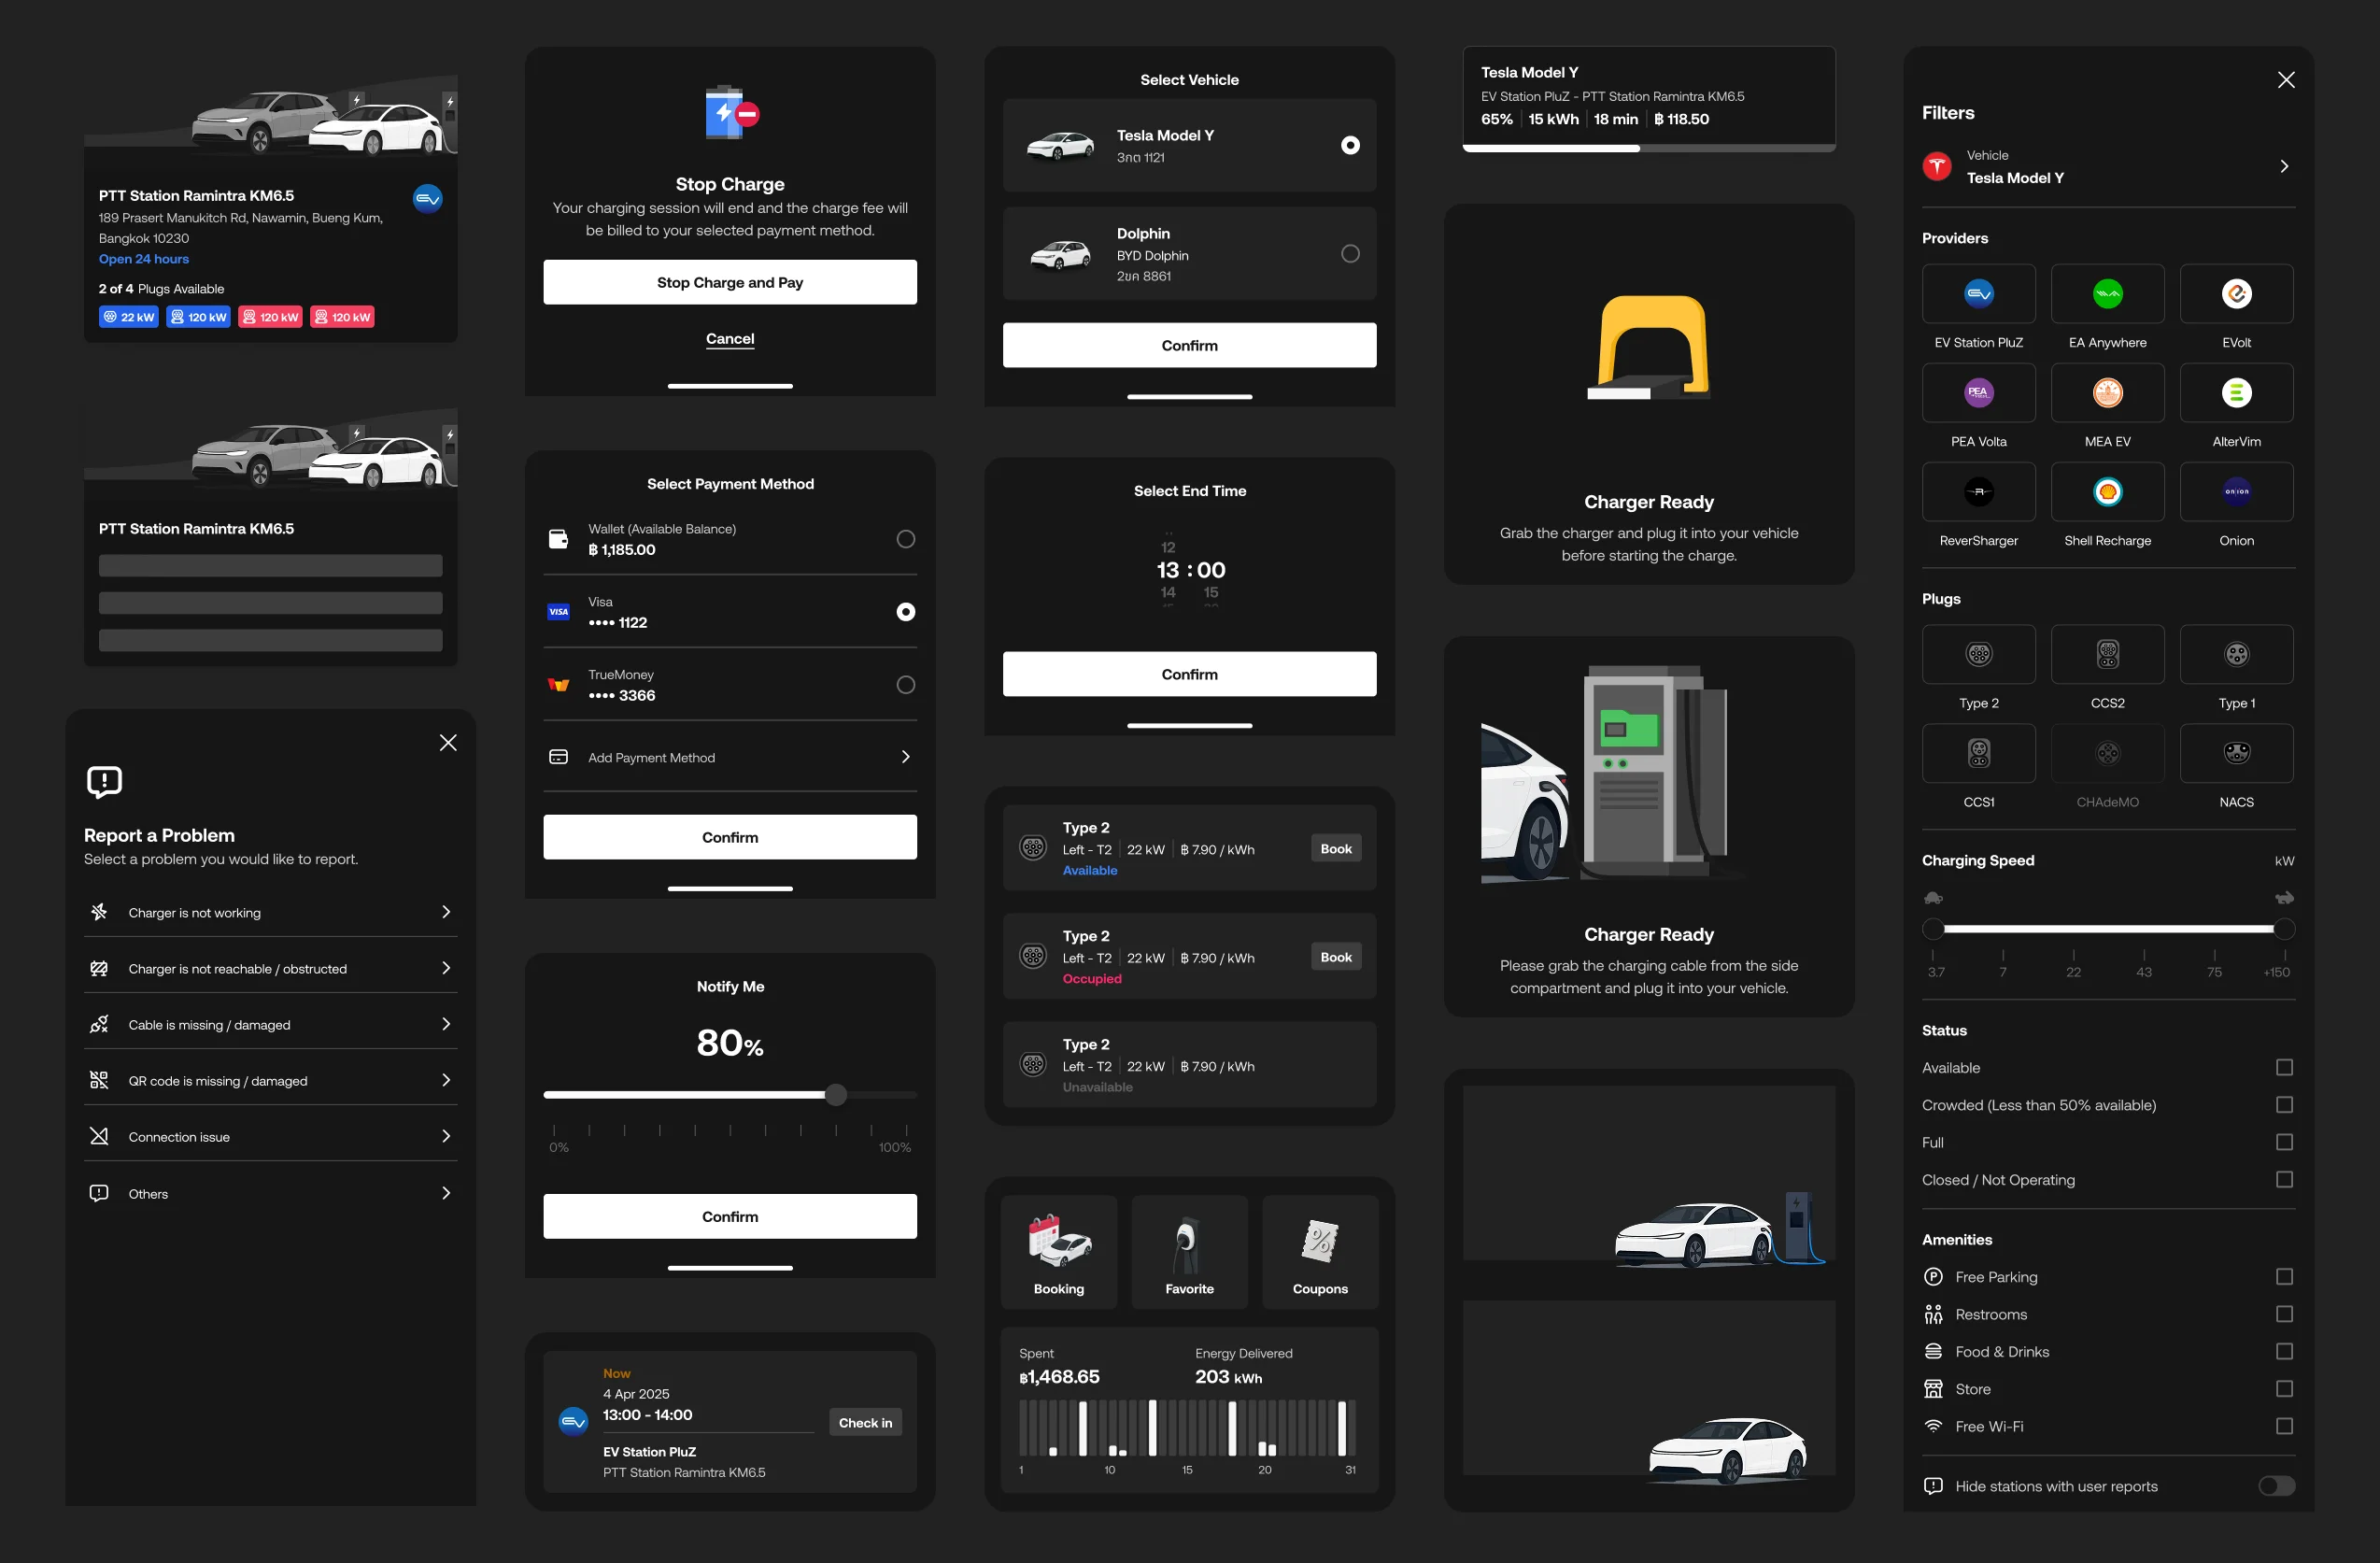 PTT Station Ramintra KM6.5
189 Prasert Manukitch Rd, Nawamin, Bueng Kum,
Bangkok 10230
Open 24 hours
2 of 4 Plugs Available
22 kW
120 kW
120 kW
120 kW
PTT Station Ramintra KM6.5
Report a Problem
Select a problem you would like to report.
Charger is not working
Charger is not reachable / obstructed
Cable is missing / damaged
QR code is missing / damaged
Connection issue
Others
Stop Charge
Your charging session will end and the charge fee will
be billed to your selected payment method.
Stop Charge and Pay
Cancel
Select Payment Method
Wallet (Available Balance)
฿ 1,185.00
VISA
Visa
•••• 1122
TrueMoney
•••• 3366
Add Payment Method
Confirm
Notify Me
80%
0%
100%
Confirm
Now
4 Apr 2025
13:00 - 14:00
EV Station PluZ
PTT Station Ramintra KM6.5
Check in
Select Vehicle
Tesla Model Y
3กด 1121
Dolphin
BYD Dolphin
2ขค 8861
Confirm
Select End Time
12
13 : 00
14 15
Confirm
Type 2
Left - T2 22 kW ฿ 7.90 / kWh
Available
Book
Type 2
Left - T2 22 kW ฿ 7.90 / kWh
Occupied
Book
Type 2
Left - T2 22 kW ฿ 7.90 / kWh
Unavailable
Booking
Favorite
Coupons
Spent
฿1,468.65
Energy Delivered
203 kWh
1 10 15 20 31
Tesla Model Y
EV Station PluZ - PTT Station Ramintra KM6.5
65% 15 kWh 18 min ฿ 118.50
Charger Ready
Grab the charger and plug it into your vehicle
before starting the charge.
Charger Ready
Please grab the charging cable from the side
compartment and plug it into your vehicle.
Filters
Vehicle
Tesla Model Y
Providers
EV Station PluZ
EA Anywhere
EVolt
PEA
PEA Volta
MEA EV
AlterVim
onion
ReverSharger
Shell Recharge
Onion
Plugs
Type 2
CCS2
Type 1
CCS1
CHAdeMO
NACS
Charging Speed
kW
3.7 7 22 43 75 +150
Status
Available
Crowded (Less than 50% available)
Full
Closed / Not Operating
Amenities
Free Parking
Restrooms
Food & Drinks
Store
Free Wi-Fi
Hide stations with user reports